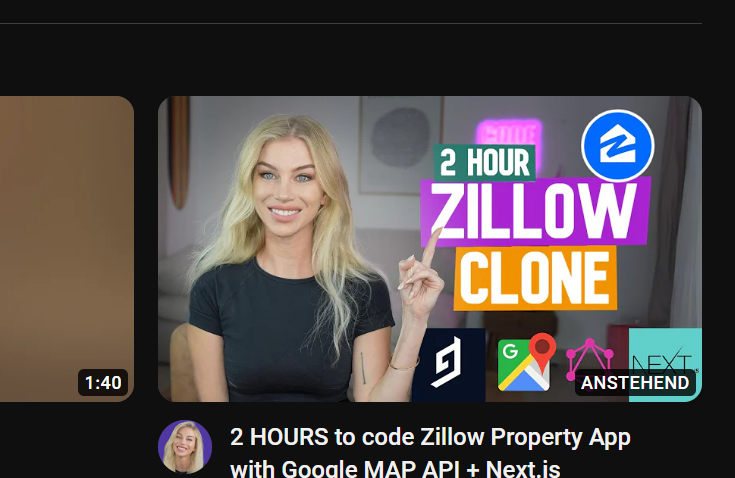 CODE
2 HOUR
ZILLOW
CLONE
G
NEXT
1:40
ANSTEHEND
2 HOURS to code Zillow Property App
with Google MAP API + Next.js